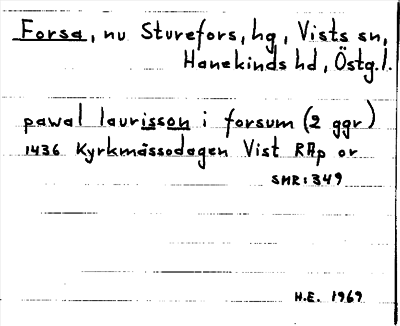 Forsa, nu Sturefors, hg, Vists sn,
Hanekinds hd, Östg.l.
pawal laurisson i forsum (2 ggr)
1436 Kyrkmässodagen Vist RAp or
SMR:349
H.E. 1969